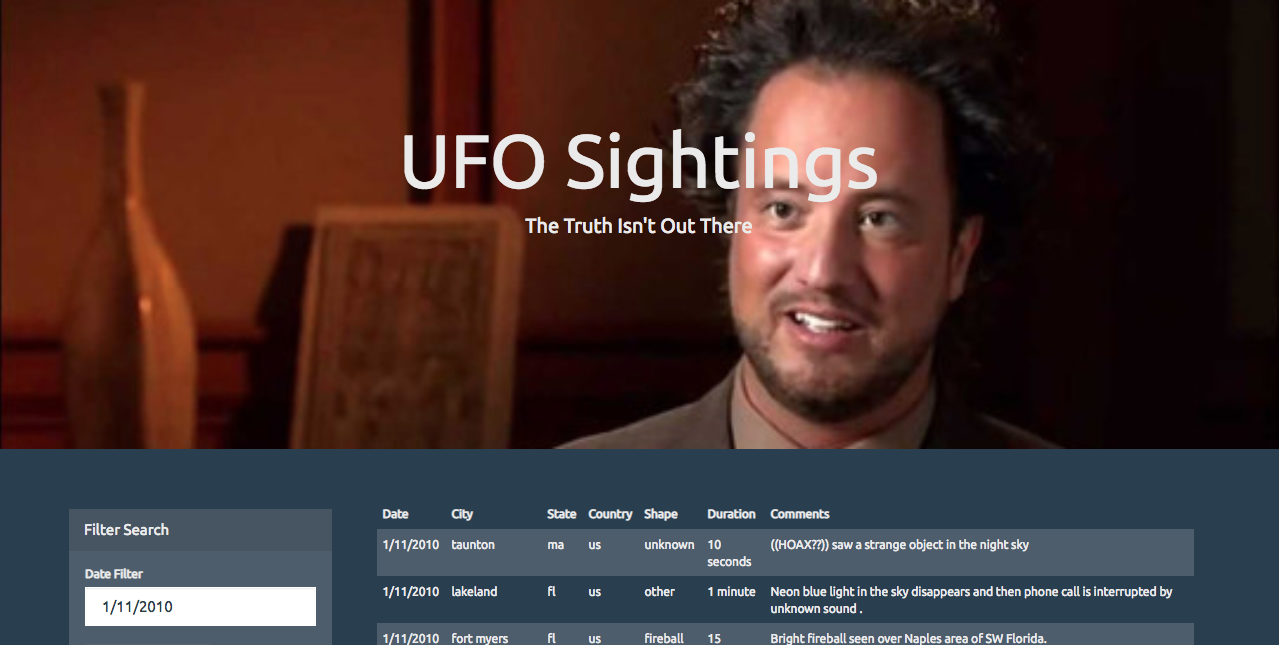 UFO Sightings
The Truth Isn't Out There
Filter Search
Date Filter
1/11/2010
Date City State Country Shape Duration Comments
1/11/2010 taunton ma us unknown 10 seconds ((HOAX??)) saw a strange object in the night sky
1/11/2010 lakeland fl us other 1 minute Neon blue light in the sky disappears and then phone call is interrupted by
unknown sound .
1/11/2010 fort myers fl us fireball 15 Bright fireball seen over Naples area of SW Florida.